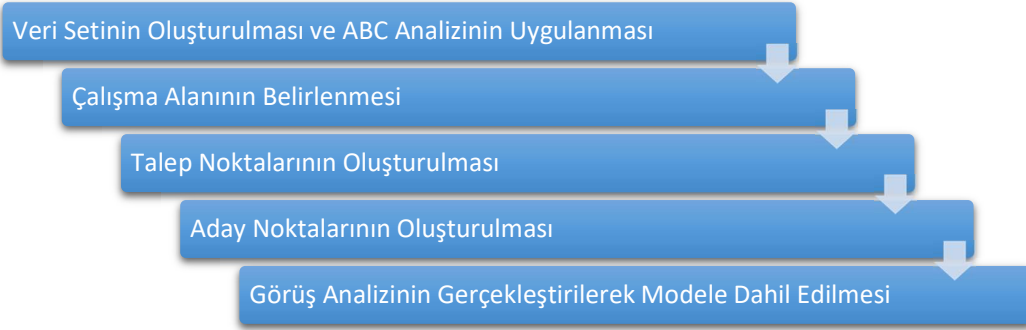 Veri Setinin Oluşturulması ve ABC Analizinin Uygulanması
Çalışma Alanının Belirlenmesi
Talep Noktalarının Oluşturulması
Aday Noktalarının Oluşturulması
Görüş Analizinin Gerçekleştirilerek Modele Dahil Edilmesi